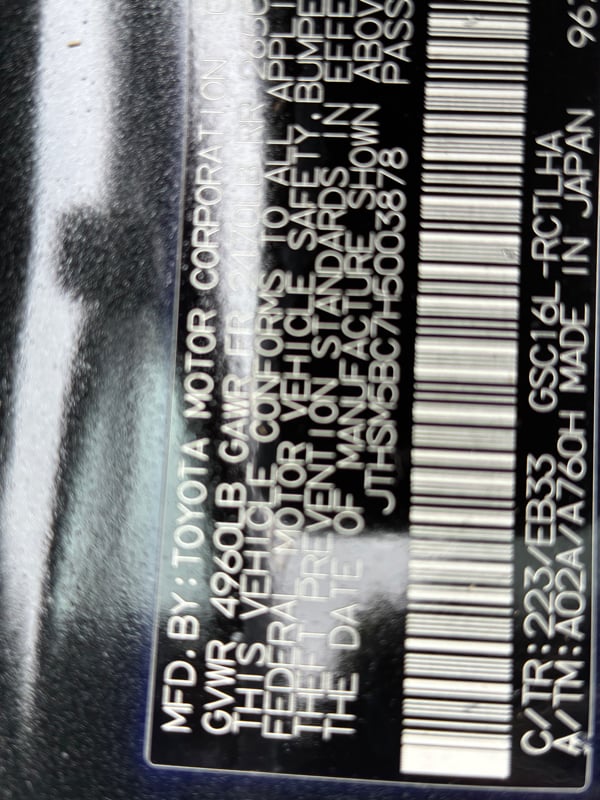 MFD. BY: TOYOTA MOTOR CORPORATION
GVWR 4960LB GAWR FR 2470LB RR 2650
THIS VEHICLE CONFORMS TO ALL APPL
FEDERAL MOTOR VEHICLE SAFETY, BUMPE
THEFT PREVENTION STANDARDS IN EFFE
THE DATE OF MANUFACTURE SHOWN ABOV
JTHSM5BC7H5003878 PASS
C/TR:223/EB33 GSC16L-RCTLHA
A/TM:A02A/A760H MADE IN JAPAN 967